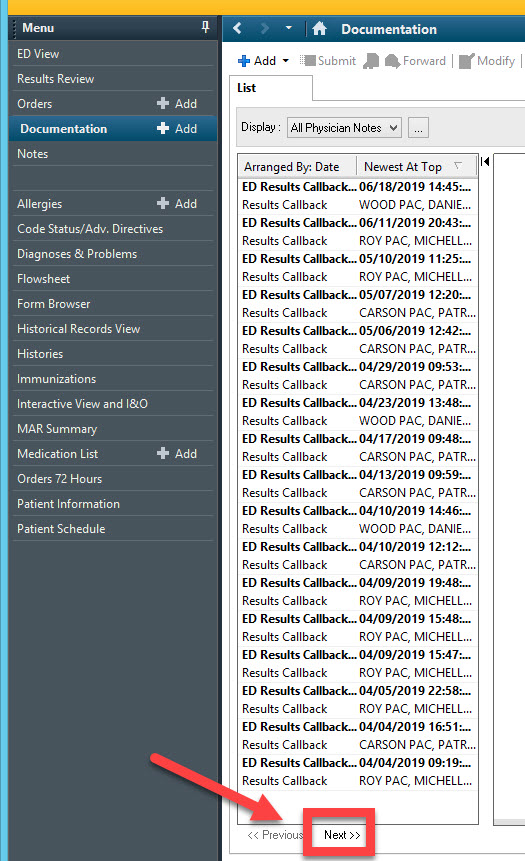 Menu
ED View
Results Review
Orders Add
Documentation Add
Notes
Allergies Add
Code Status/Adv. Directives
Diagnoses & Problems
Flowsheet
Form Browser
Historical Records View
Histories
Immunizations
Interactive View and I&O
MAR Summary
Medication List Add
Orders 72 Hours
Patient Information
Patient Schedule
Documentation
Add Submit Forward Modify
List
Display : All Physician Notes ...
Arranged By: Date Newest At Top
ED Results Callback... 06/18/2019 14:45:...
Results Callback WOOD PAC, DANIE...
ED Results Callback... 06/11/2019 20:43:...
Results Callback ROY PAC, MICHELL...
ED Results Callback... 05/10/2019 11:25:...
Results Callback ROY PAC, MICHELL...
ED Results Callback... 05/07/2019 12:20:...
Results Callback CARSON PAC, PATR...
ED Results Callback... 05/06/2019 12:42:...
Results Callback CARSON PAC, PATR...
ED Results Callback... 04/29/2019 09:53:...
Results Callback CARSON PAC, PATR...
ED Results Callback... 04/23/2019 13:48:...
Results Callback WOOD PAC, DANIE...
ED Results Callback... 04/17/2019 09:48:...
Results Callback CARSON PAC, PATR...
ED Results Callback... 04/13/2019 09:59:...
Results Callback CARSON PAC, PATR...
ED Results Callback... 04/10/2019 14:46:...
Results Callback WOOD PAC, DANIE...
ED Results Callback... 04/10/2019 12:12:...
Results Callback CARSON PAC, PATR...
ED Results Callback... 04/09/2019 19:48:...
Results Callback ROY PAC, MICHELL...
ED Results Callback... 04/09/2019 15:48:...
Results Callback ROY PAC, MICHELL...
ED Results Callback... 04/09/2019 15:47:...
Results Callback ROY PAC, MICHELL...
ED Results Callback... 04/05/2019 22:58:...
Results Callback ROY PAC, MICHELL...
ED Results Callback... 04/04/2019 16:51:...
Results Callback CARSON PAC, PATR...
ED Results Callback... 04/04/2019 09:19:...
Results Callback ROY PAC, MICHELL...
<< Previous Next >>